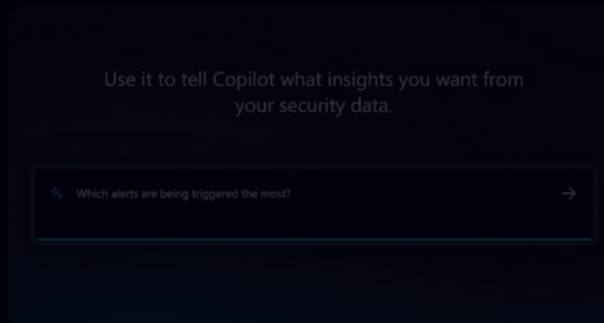 Use it to tell Copilot what insights you want from
your security data.
Which alerts are being triggered the most?